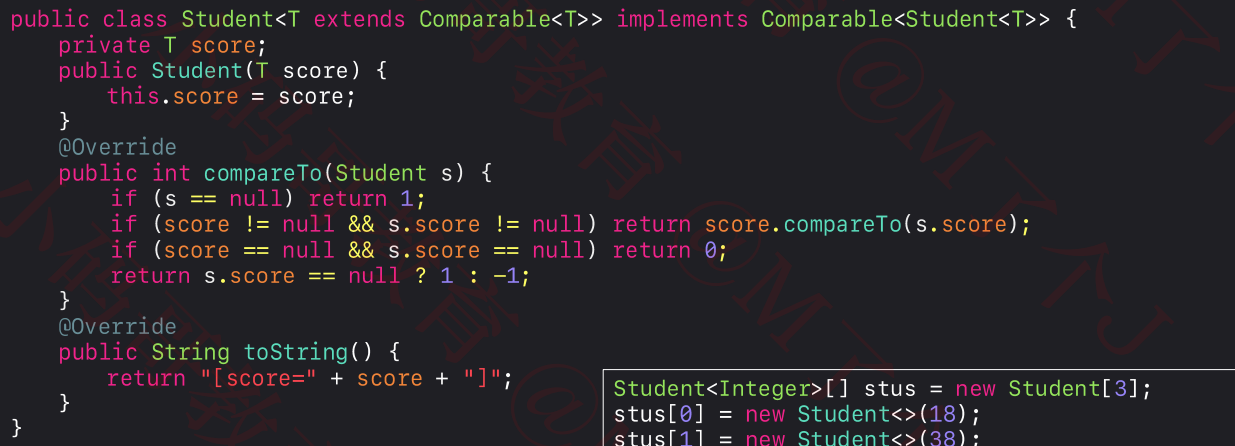 public class Student<T extends Comparable<T>> implements Comparable<Student<T>> {
    private T score;
    public Student(T score) {
        this.score = score;
    }
    @Override
    public int compareTo(Student s) {
        if (s == null) return 1;
        if (score != null && s.score != null) return score.compareTo(s.score);
        if (score == null && s.score == null) return 0;
        return s.score == null ? 1 : -1;
    }
    @Override
    public String toString() {
        return "[score=" + score + "]";
    }
}
Student<Integer>[] stus = new Student[3];
stus[0] = new Student<>(18);
stus[1] = new Student<>(38);